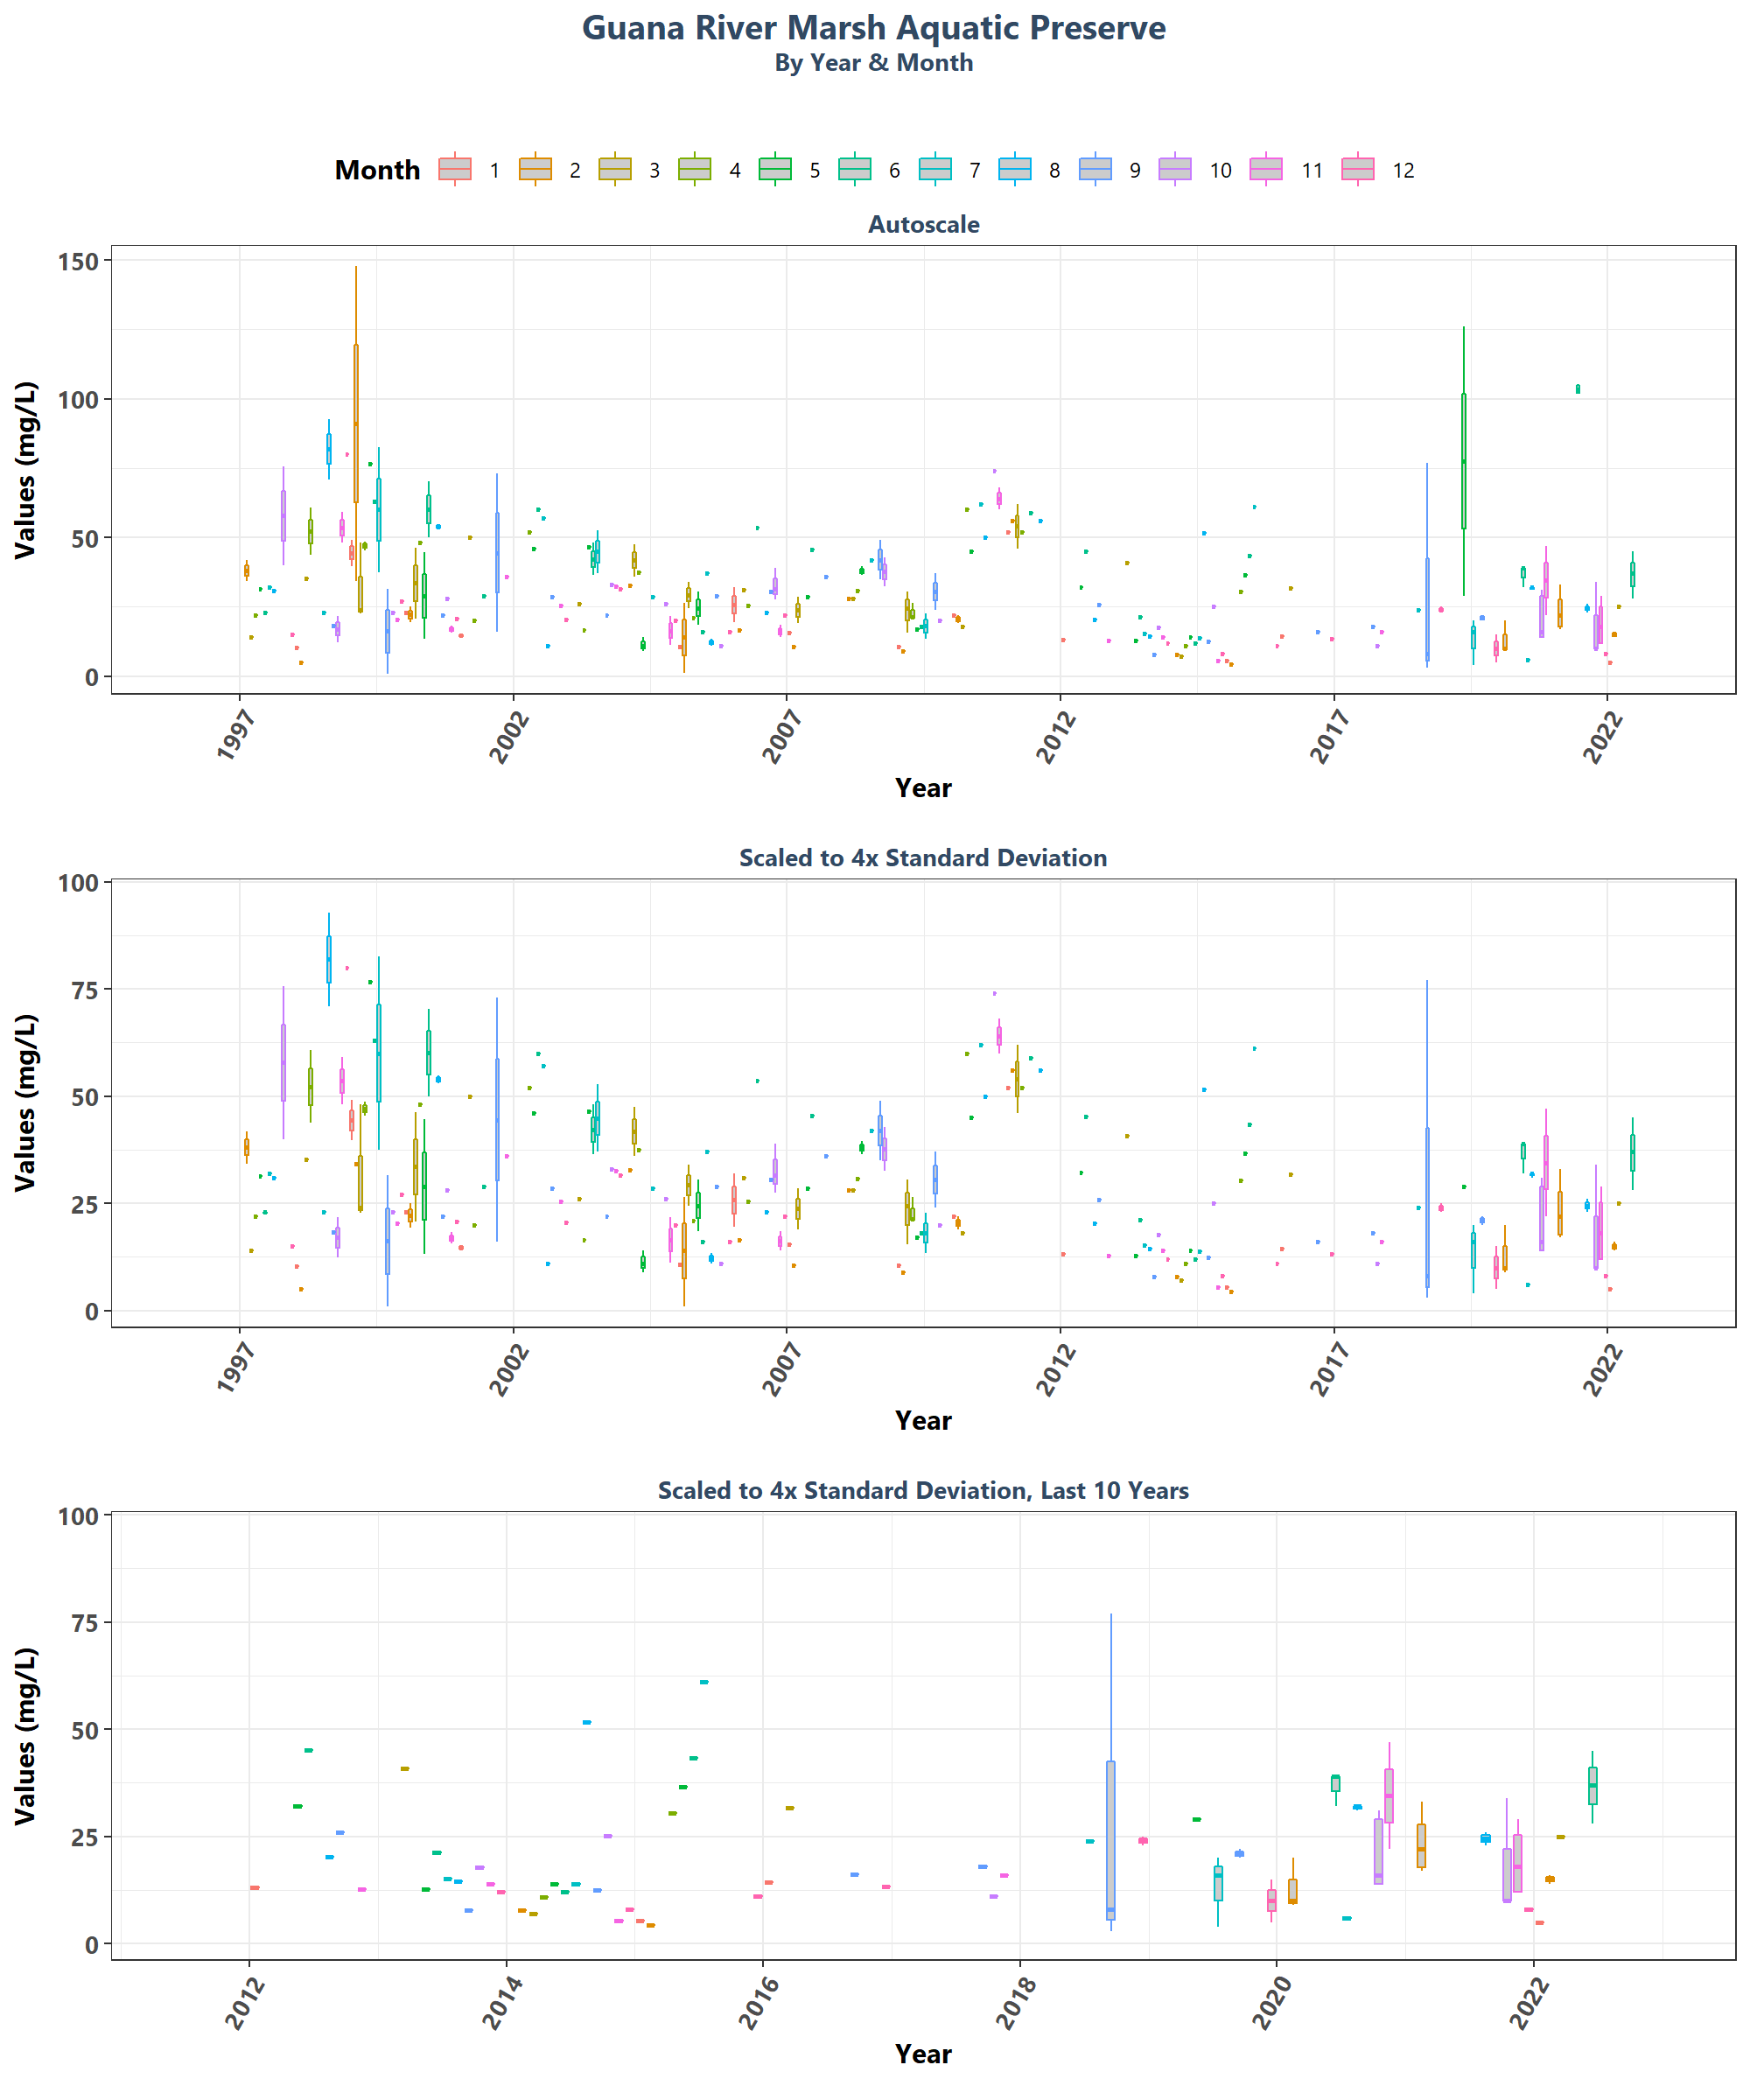 Guana River Marsh Aquatic Preserve
By Year & Month
Month 1 2 3 4 5 6 7 8 9 10 11 12
Autoscale
150
100
50
0
Values (mg/L)
1997 2002 2007 2012 2017 2022
Year
Scaled to 4x Standard Deviation
100
75
50
25
0
Values (mg/L)
1997 2002 2007 2012 2017 2022
Year
Scaled to 4x Standard Deviation, Last 10 Years
100
75
50
25
0
Values (mg/L)
2012 2014 2016 2018 2020 2022
Year